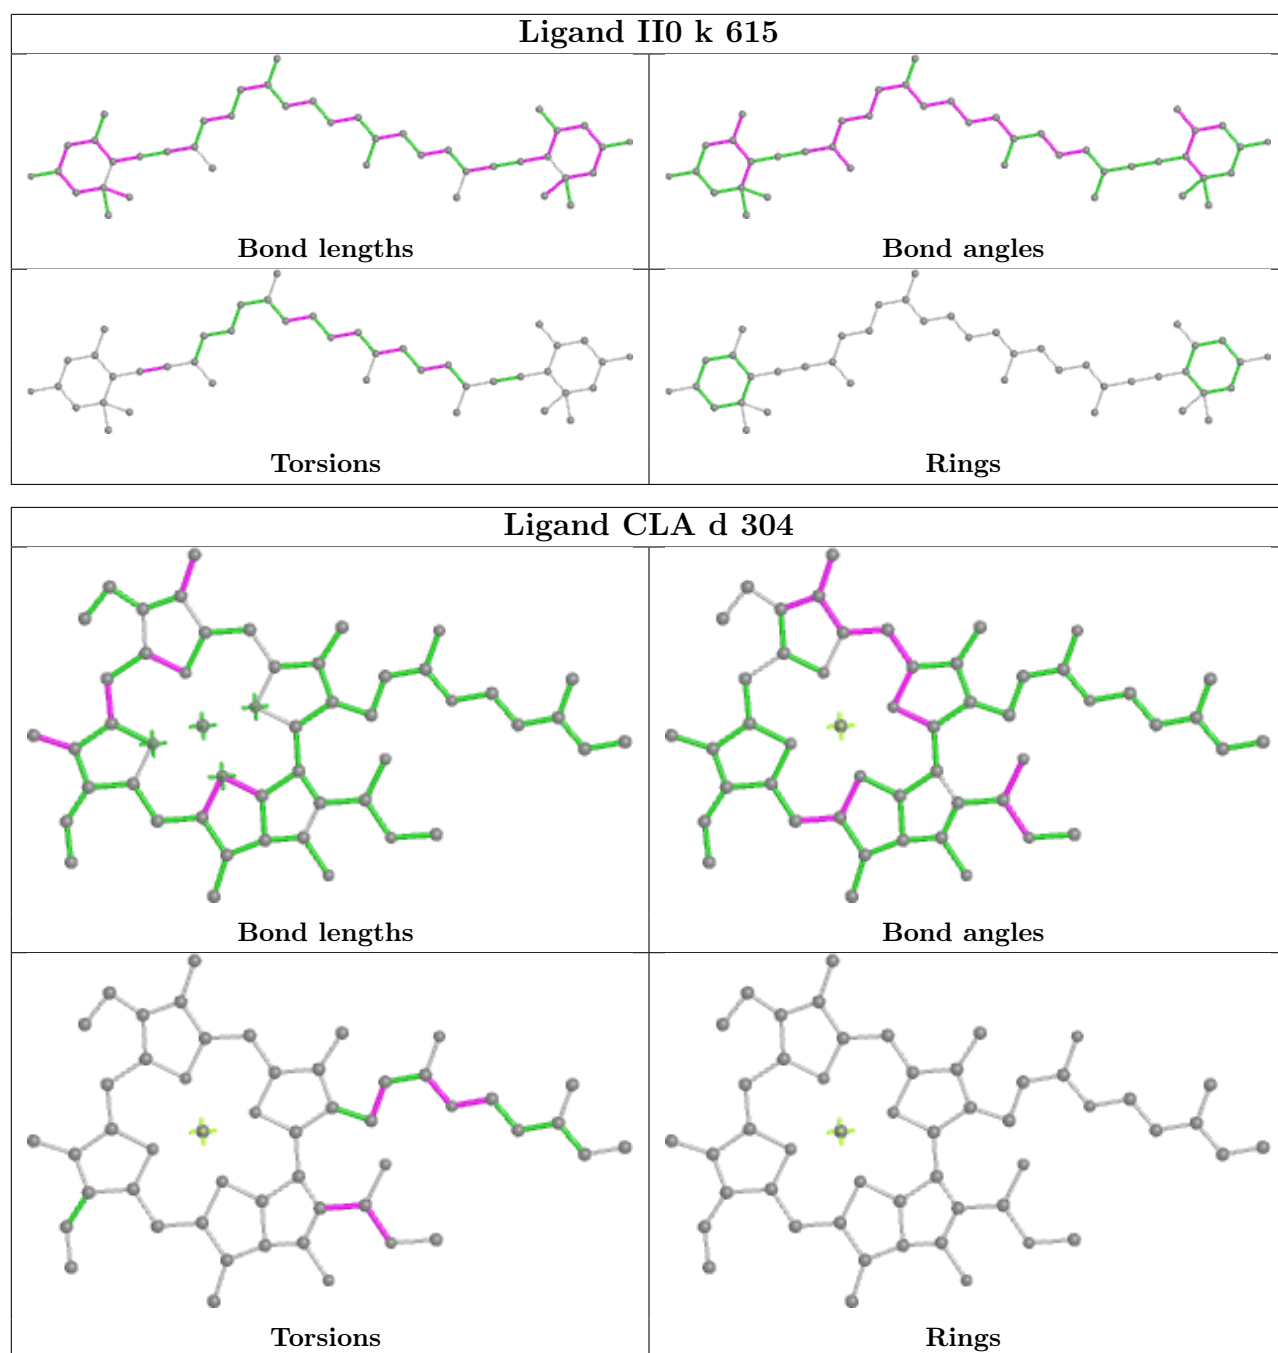 Ligand II0 k 615
Bond lengths
Bond angles
Torsions
Rings
Ligand CLA d 304
Bond lengths
Bond angles
Torsions
Rings